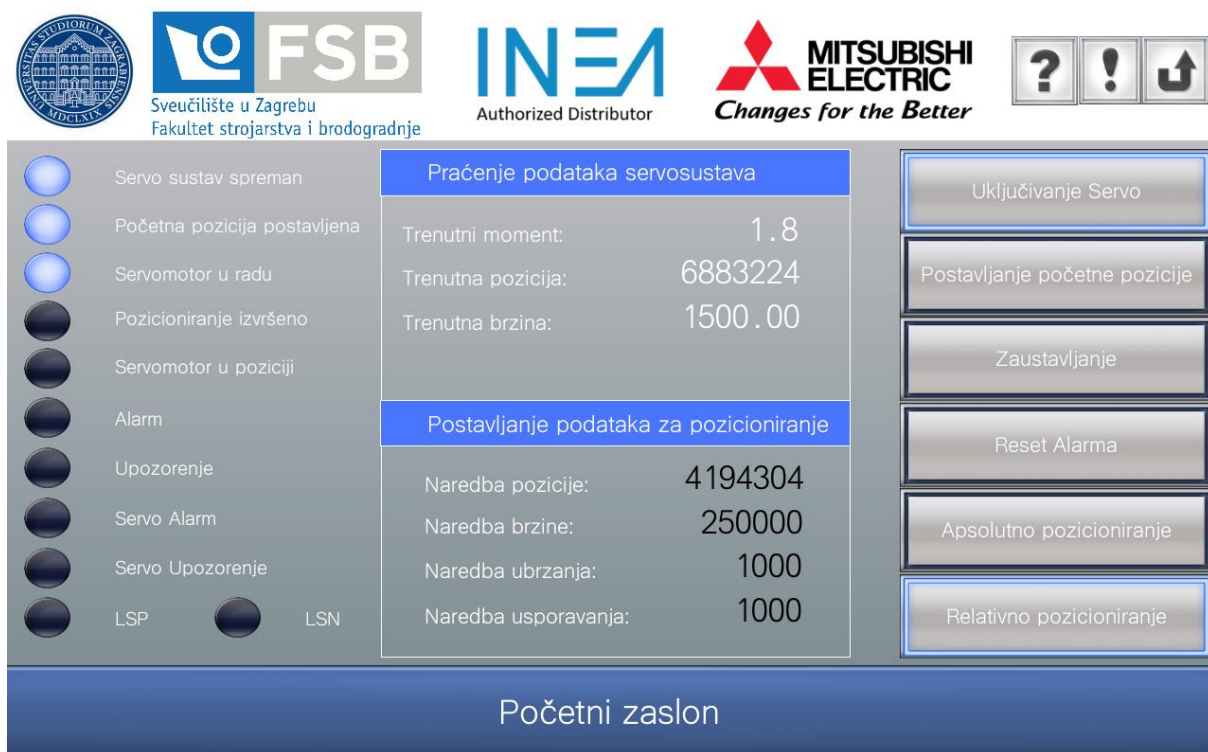 UNIVERSITAS STUDIORUM ZAGRABIENSIS
MDCLXIX
FSB
Sveučilište u Zagrebu
Fakultet strojarstva i brodogradnje
INEA
Authorized Distributor
MITSUBISHI
ELECTRIC
Changes for the Better
? !
Servo sustav spreman
Početna pozicija postavljena
Servomotor u radu
Pozicioniranje izvršeno
Servomotor u poziciji
Alarm
Upozorenje
Servo Alarm
Servo Upozorenje
LSP LSN
Praćenje podataka servosustava
Trenutni moment: 1.8
Trenutna pozicija: 6883224
Trenutna brzina: 1500.00
Postavljanje podataka za pozicioniranje
Naredba pozicije: 4194304
Naredba brzine: 250000
Naredba ubrzanja: 1000
Naredba usporavanja: 1000
Uključivanje Servo
Postavljanje početne pozicije
Zaustavljanje
Reset Alarma
Apsolutno pozicioniranje
Relativno pozicioniranje
Početni zaslon